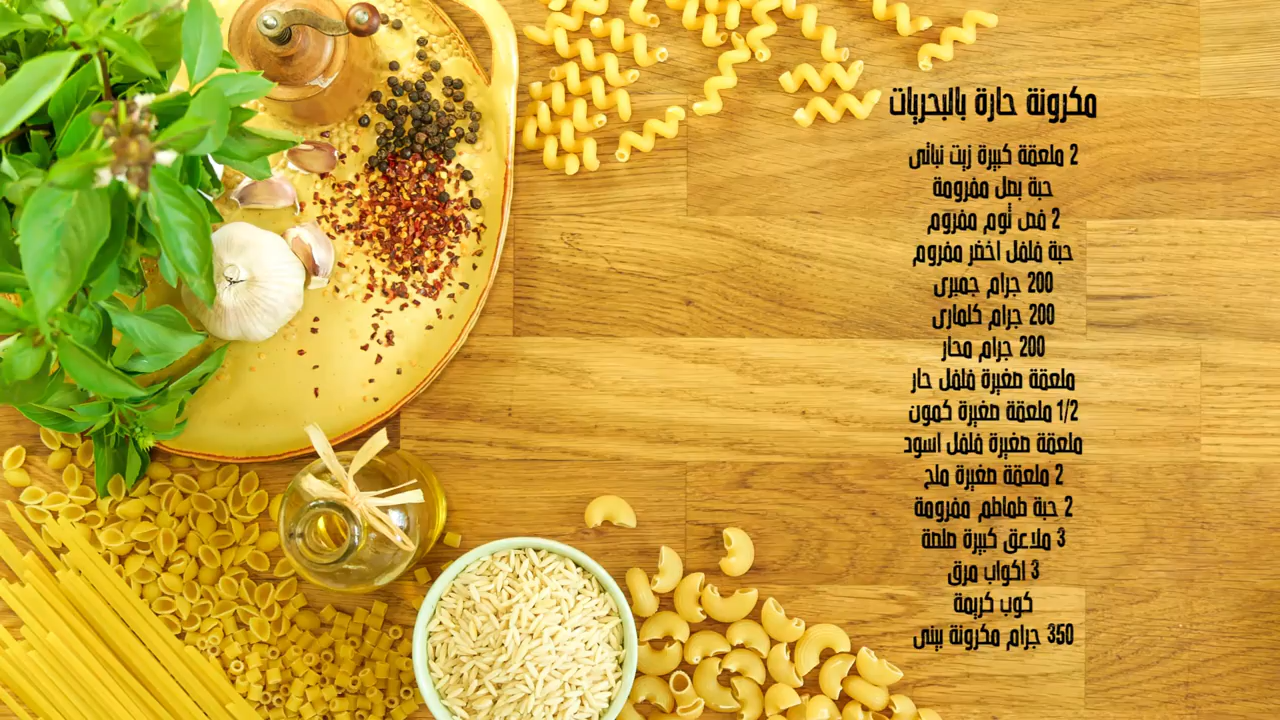 مكرونة حارة بالبحريات
2 ملعقة كبيرة زيت نباتى
حبة بصل مفرومة
2 فص ثوم مفروم
حبة فلفل اخضر مفروم
200 جرام جمبرى
200 جرام كلمارى
200 جرام محار
ملعقة صغيرة فلفل حار
1/2 ملعقة صغيرة كمون
ملعقة صغيرة فلفل اسود
2 ملعقة صغيرة ملح
2 حبة طماطم مفرومة
3 ملاعق كبيرة صلصة
3 اكواب مرق
كوب كريمة
350 جرام مكرونة بينى